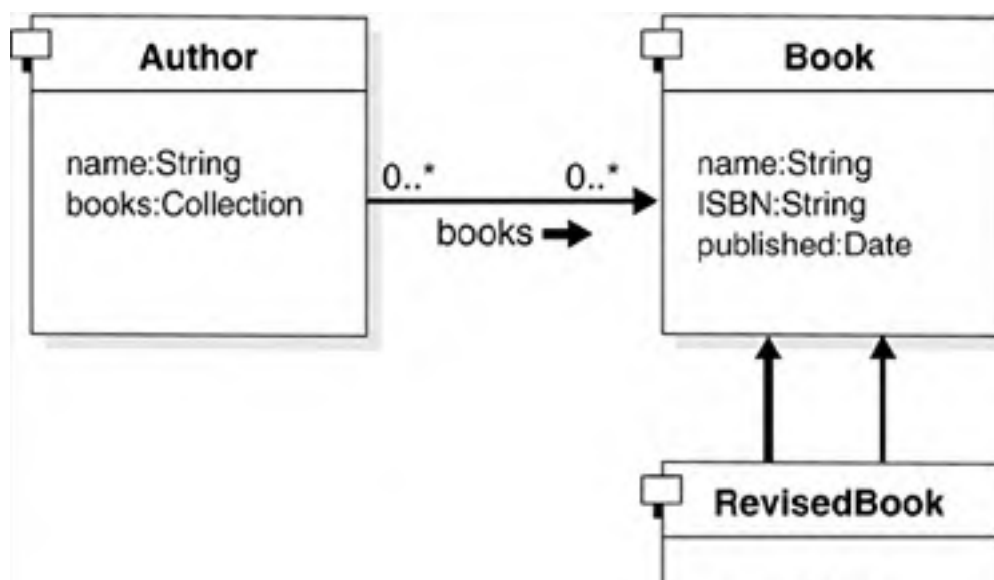 Author
name:String
books:Collection
0..*
0..*
books
Book
name:String
ISBN:String
published:Date
RevisedBook